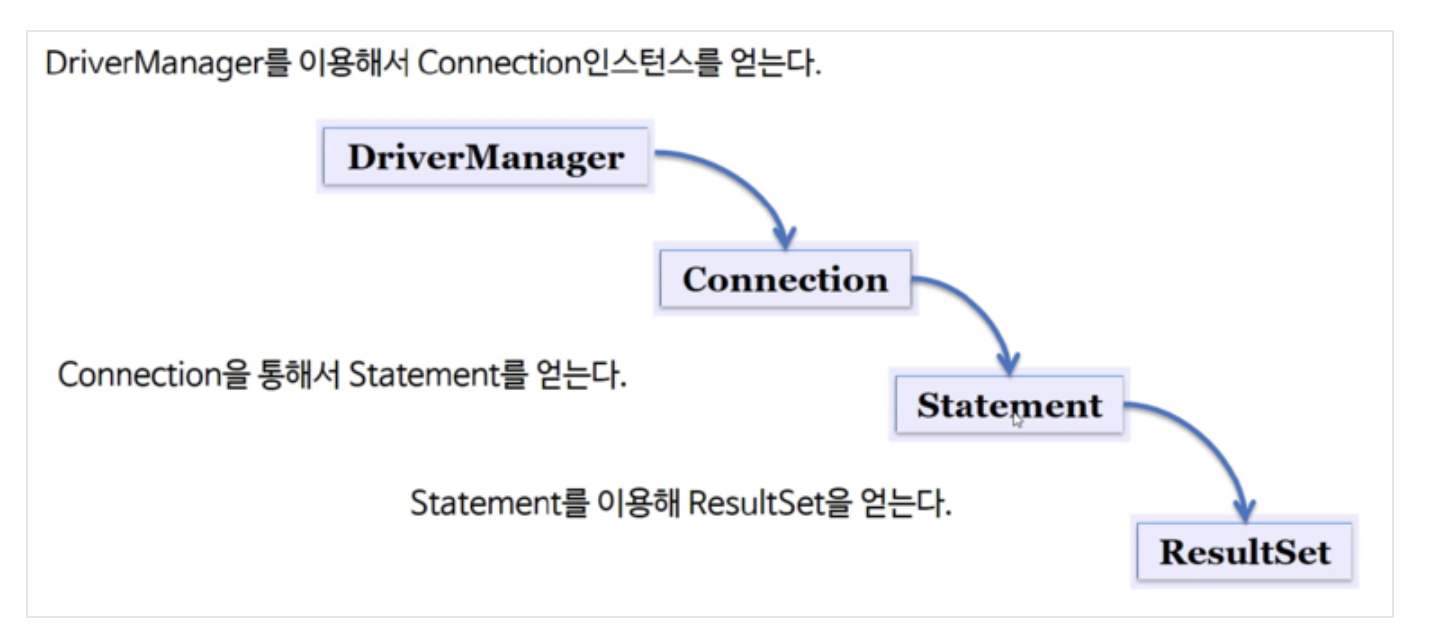 DriverManager를 이용해서 Connection인스턴스를 얻는다.
DriverManager
Connection
Connection을 통해서 Statement를 얻는다.
Statement
Statement를 이용해 ResultSet을 얻는다.
ResultSet